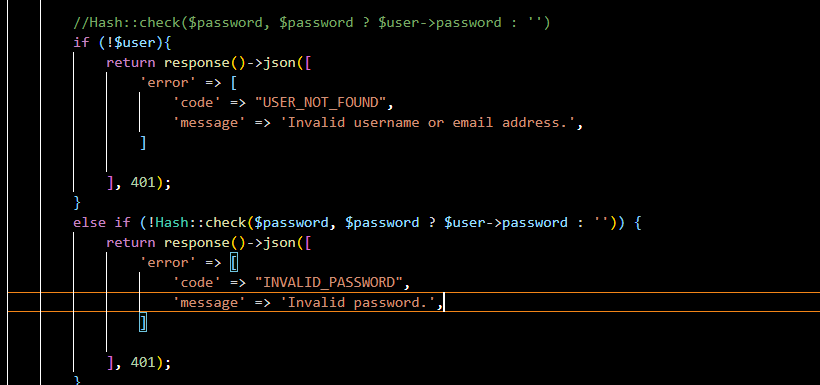 //Hash::check($password, $password ? $user->password : '')
if (!$user){
return response()->json([
'error' => [
'code' => "USER_NOT_FOUND",
'message' => 'Invalid username or email address.',
]
], 401);
}
else if (!Hash::check($password, $password ? $user->password : '')) {
return response()->json([
'error' => [
'code' => "INVALID_PASSWORD",
'message' => 'Invalid password.',
]
], 401);
}